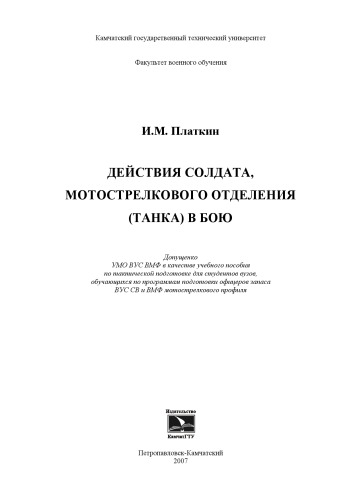 Камчатский государственный технический университет
Факультет военного обучения
И.М. Платкин
ДЕЙСТВИЯ СОЛДАТА,
МОТОСТРЕЛКОВОГО ОТДЕЛЕНИЯ
(ТАНКА) В БОЮ
Допущено
УМО ВУС ВМФ в качестве учебного пособия
по тактической подготовке для студентов вузов,
обучающихся по программам подготовки офицеров запаса
ВУС СВ и ВМФ мотострелкового профиля
Издательство
КамчатГТУ
Петропавловск-Камчатский
2007